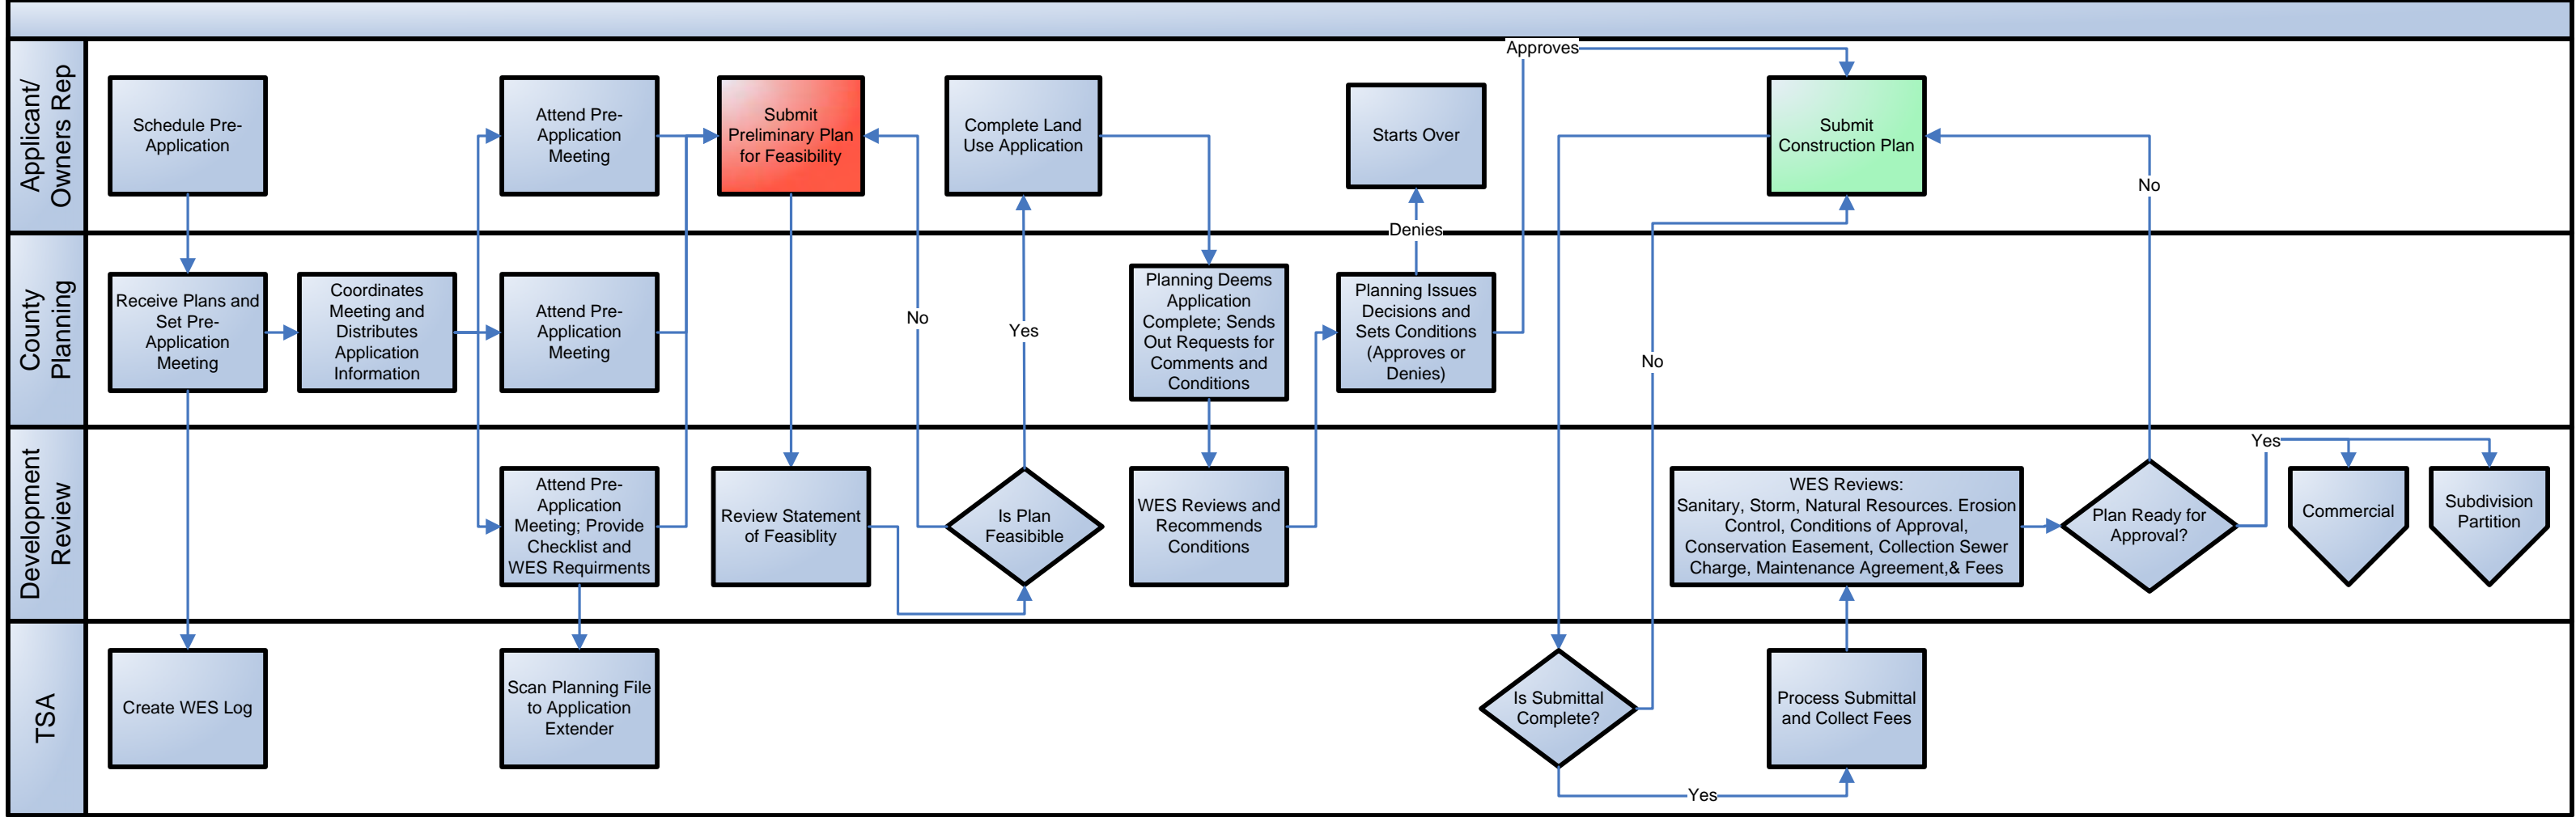 Applicant/
Owners Rep
Schedule Pre-
Application
Attend Pre-
Application
Meeting
Submit
Preliminary Plan
for Feasibility
Complete Land
Use Application
Starts Over
Denies
Approves
Submit
Construction Plan
No
County
Planning
Receive Plans and
Set Pre-
Application
Meeting
Coordinates
Meeting and
Distributes
Application
Information
Attend Pre-
Application
Meeting
No
Yes
Planning Deems
Application
Complete; Sends
Out Requests for
Comments and
Conditions
Planning Issues
Decisions and
Sets Conditions
(Approves or
Denies)
No
Development
Review
Attend Pre-
Application
Meeting; Provide
Checklist and
WES Requirments
Review Statement
of Feasiblity
Is Plan
Feasibible
WES Reviews and
Recommends
Conditions
WES Reviews:
Sanitary, Storm, Natural Resources. Erosion
Control, Conditions of Approval,
Conservation Easement, Collection Sewer
Charge, Maintenance Agreement,& Fees
Plan Ready for
Approval?
Yes
Commercial
Subdivision
Partition
TSA
Create WES Log
Scan Planning File
to Application
Extender
Is Submittal
Complete?
Yes
Process Submittal
and Collect Fees